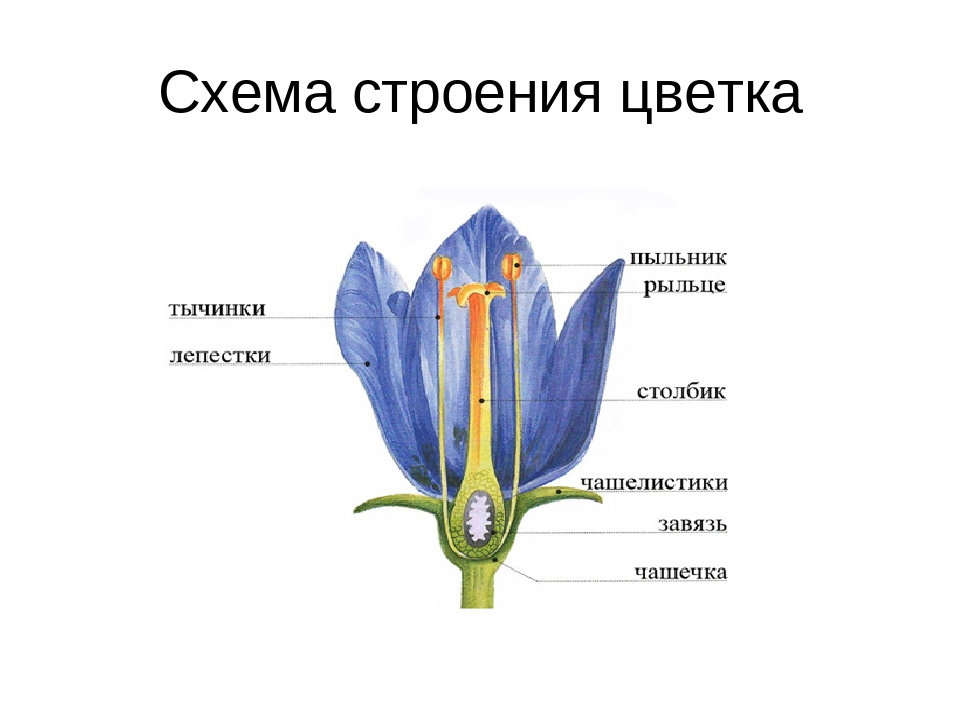 Схема строения цветка
пыльник
рыльце
тычинки
лепестки
столбик
чашелистики
завязь
чашечка